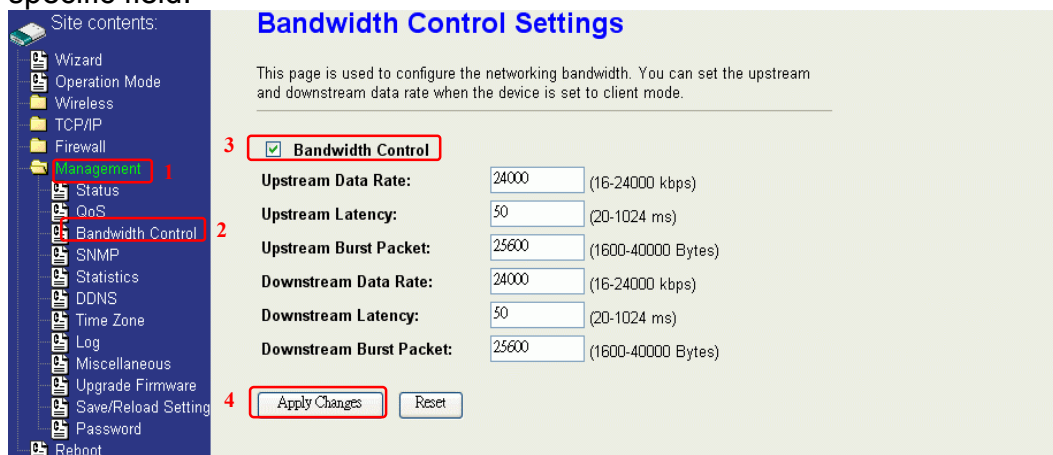 specific field.
Site contents:
Wizard
Operation Mode
Wireless
TCP/IP
Firewall
Management 1
Status
QoS
Bandwidth Control 2
SNMP
Statistics
DDNS
Time Zone
Log
Miscellaneous
Upgrade Firmware
Save/Reload Setting
Password
Reboot
Bandwidth Control Settings
This page is used to configure the networking bandwidth. You can set the upstream
and downstream data rate when the device is set to client mode.
3 Bandwidth Control
Upstream Data Rate: 24000 (16-24000 kbps)
Upstream Latency: 50 (20-1024 ms)
Upstream Burst Packet: 25600 (1600-40000 Bytes)
Downstream Data Rate: 24000 (16-24000 kbps)
Downstream Latency: 50 (20-1024 ms)
Downstream Burst Packet: 25600 (1600-40000 Bytes)
4 Apply Changes Reset